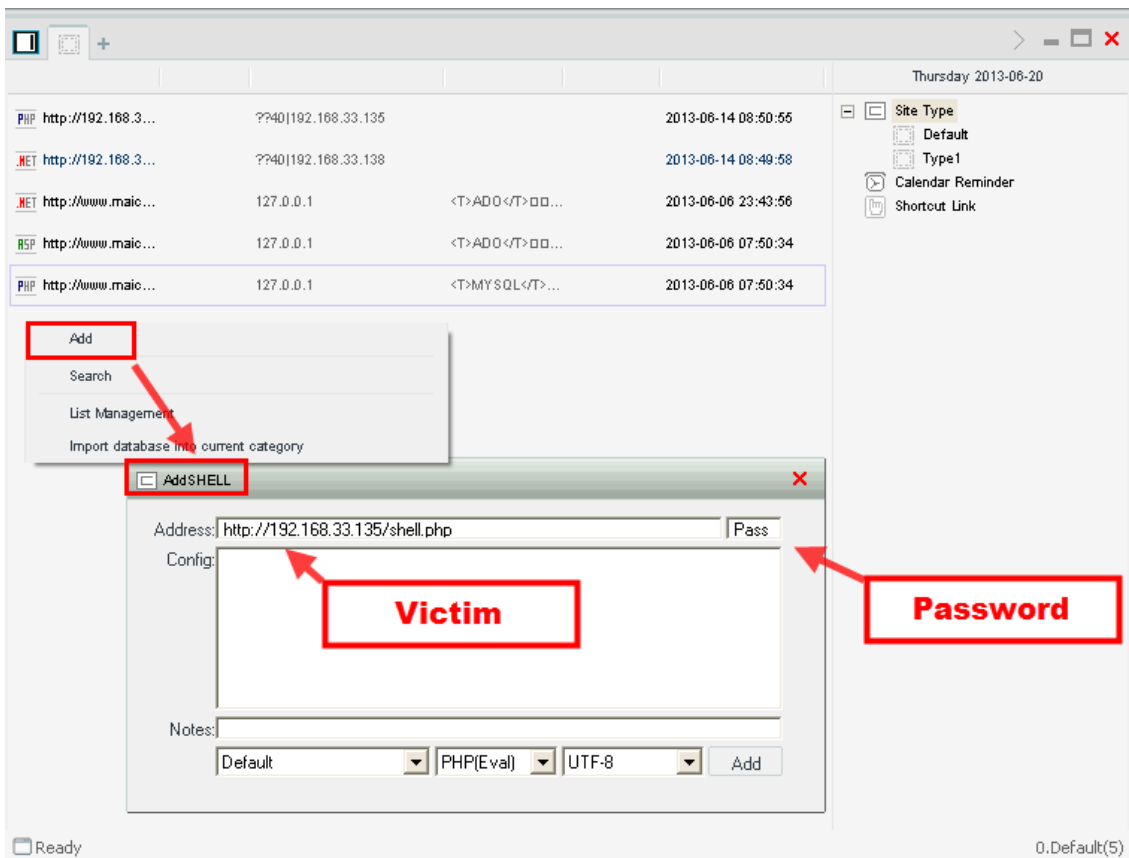 +
Thursday 2013-06-20
PHP http://192.168.3... ??40|192.168.33.135 2013-06-14 08:50:55
.NET http://192.168.3... ??40|192.168.33.138 2013-06-14 08:49:58
.NET http://www.maic... 127.0.0.1 <T>ADO</T>□□... 2013-06-06 23:43:56
ASP http://www.maic... 127.0.0.1 <T>ADO</T>□□... 2013-06-06 07:50:34
PHP http://www.maic... 127.0.0.1 <T>MYSQL</T>... 2013-06-06 07:50:34
Site Type
Default
Type1
Calendar Reminder
Shortcut Link
Add
Search
List Management
Import database into current category
AddSHELL
Address: http://192.168.33.135/shell.php Pass
Config:
Victim
Password
Notes:
Default PHP(Eval) UTF-8 Add
Ready 0.Default(5)